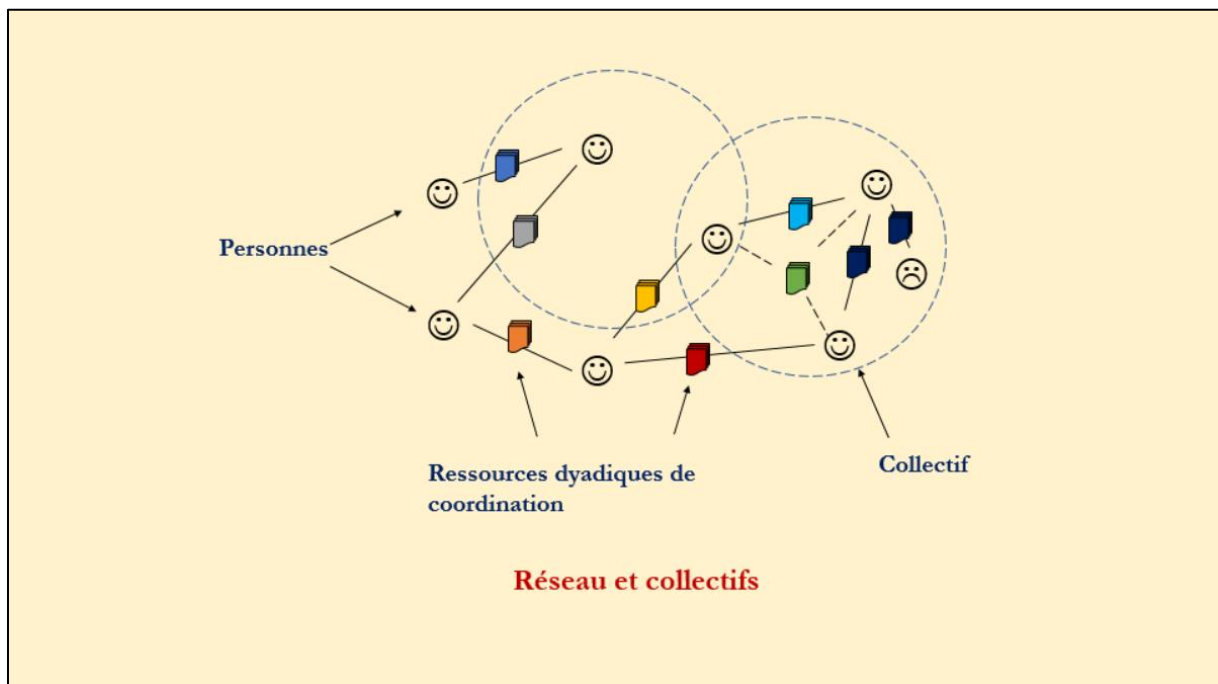 Personnes
Ressources dyadiques de
coordination
Collectif
Réseau et collectifs